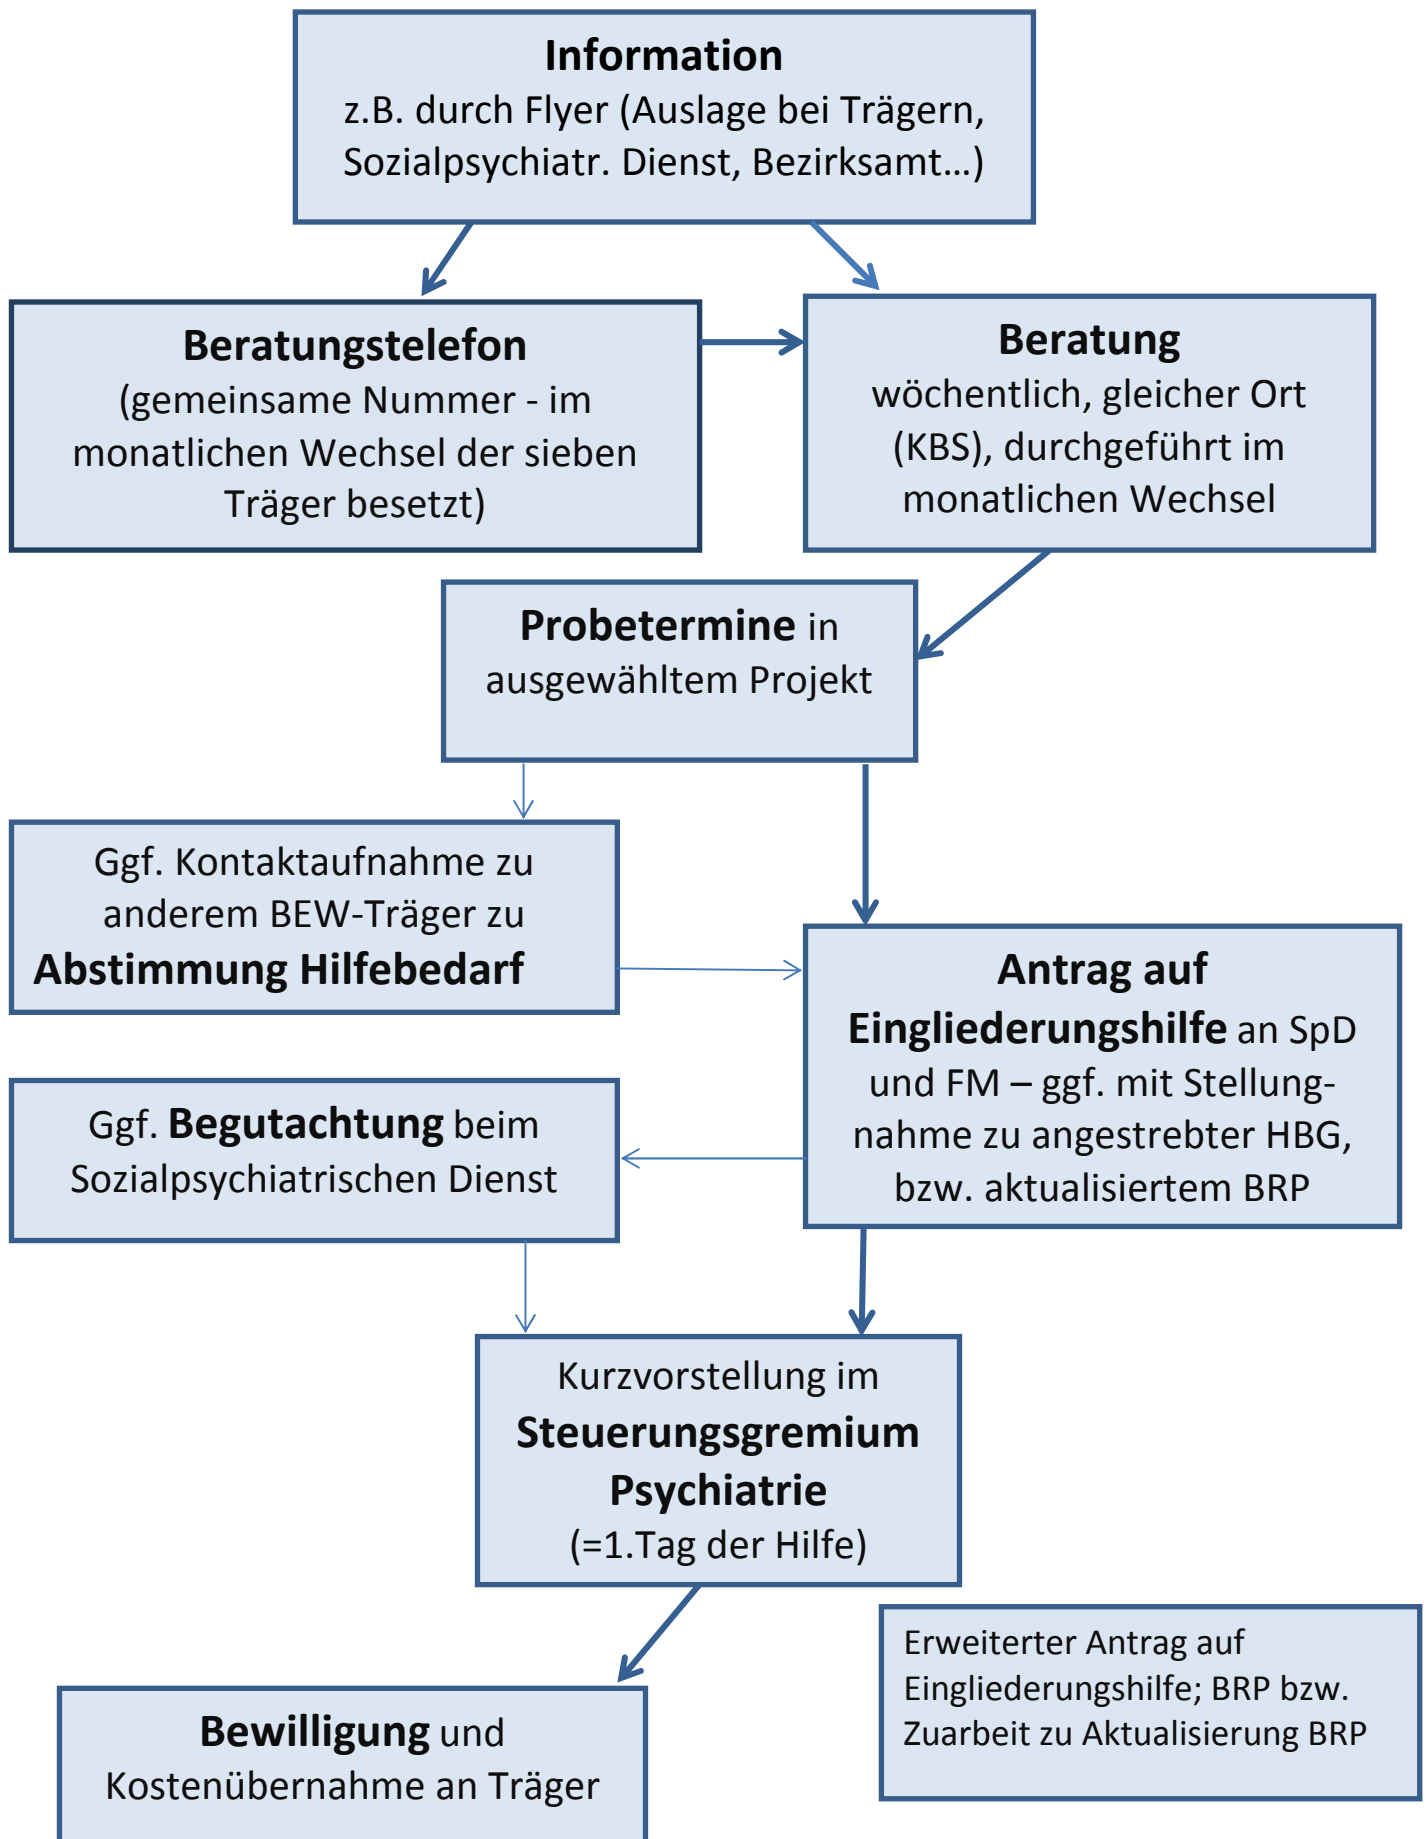 Information
z.B. durch Flyer (Auslage bei Trägern,
Sozialpsychiatr. Dienst, Bezirksamt...)
Beratungstelefon
(gemeinsame Nummer - im
monatlichen Wechsel der sieben
Träger besetzt)
Beratung
wöchentlich, gleicher Ort
(KBS), durchgeführt im
monatlichen Wechsel
Probetermine in
ausgewähltem Projekt
Ggf. Kontaktaufnahme zu
anderem BEW-Träger zu
Abstimmung Hilfebedarf
Antrag auf
Eingliederungshilfe an SpD
und FM – ggf. mit Stellung-
nahme zu angestrebter HBG,
bzw. aktualisiertem BRP
Ggf. Begutachtung beim
Sozialpsychiatrischen Dienst
Kurzvorstellung im
Steuerungsgremium
Psychiatrie
(=1.Tag der Hilfe)
Erweiterter Antrag auf
Eingliederungshilfe; BRP bzw.
Zuarbeit zu Aktualisierung BRP
Bewilligung und
Kostenübernahme an Träger